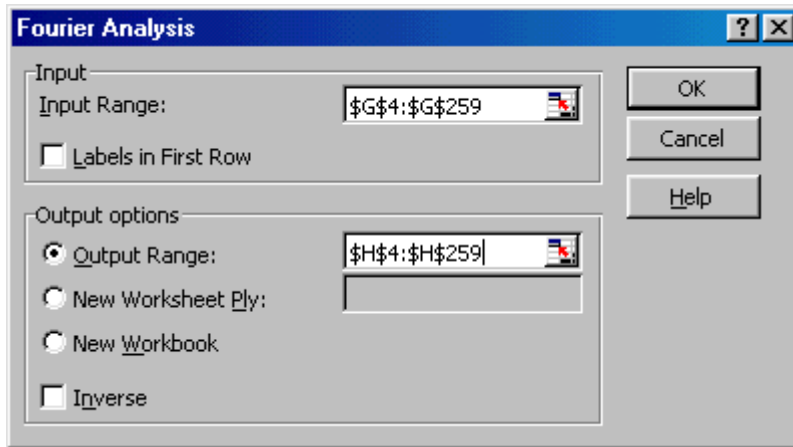 Fourier Analysis
Input
Input Range: $G$4:$G$259
Labels in First Row
OK
Cancel
Help
Output options
Output Range: $H$4:$H$259
New Worksheet Ply:
New Workbook
Inverse